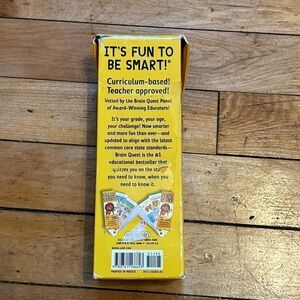 IT'S FUN TO
BE SMART!®
Curriculum-based!
Teacher approved!
Vetted by the Brain Quest Panel
of Award-Winning Educators!
It's your grade, your age,
your challenge! Now smarter
and more fun than ever—and
updated to align with the latest
common core state standards—
Brain Quest is the #1
educational bestseller that
quizzes you on the stuff
you need to know, when you
need to know it.
PRINTED IN MEXICO